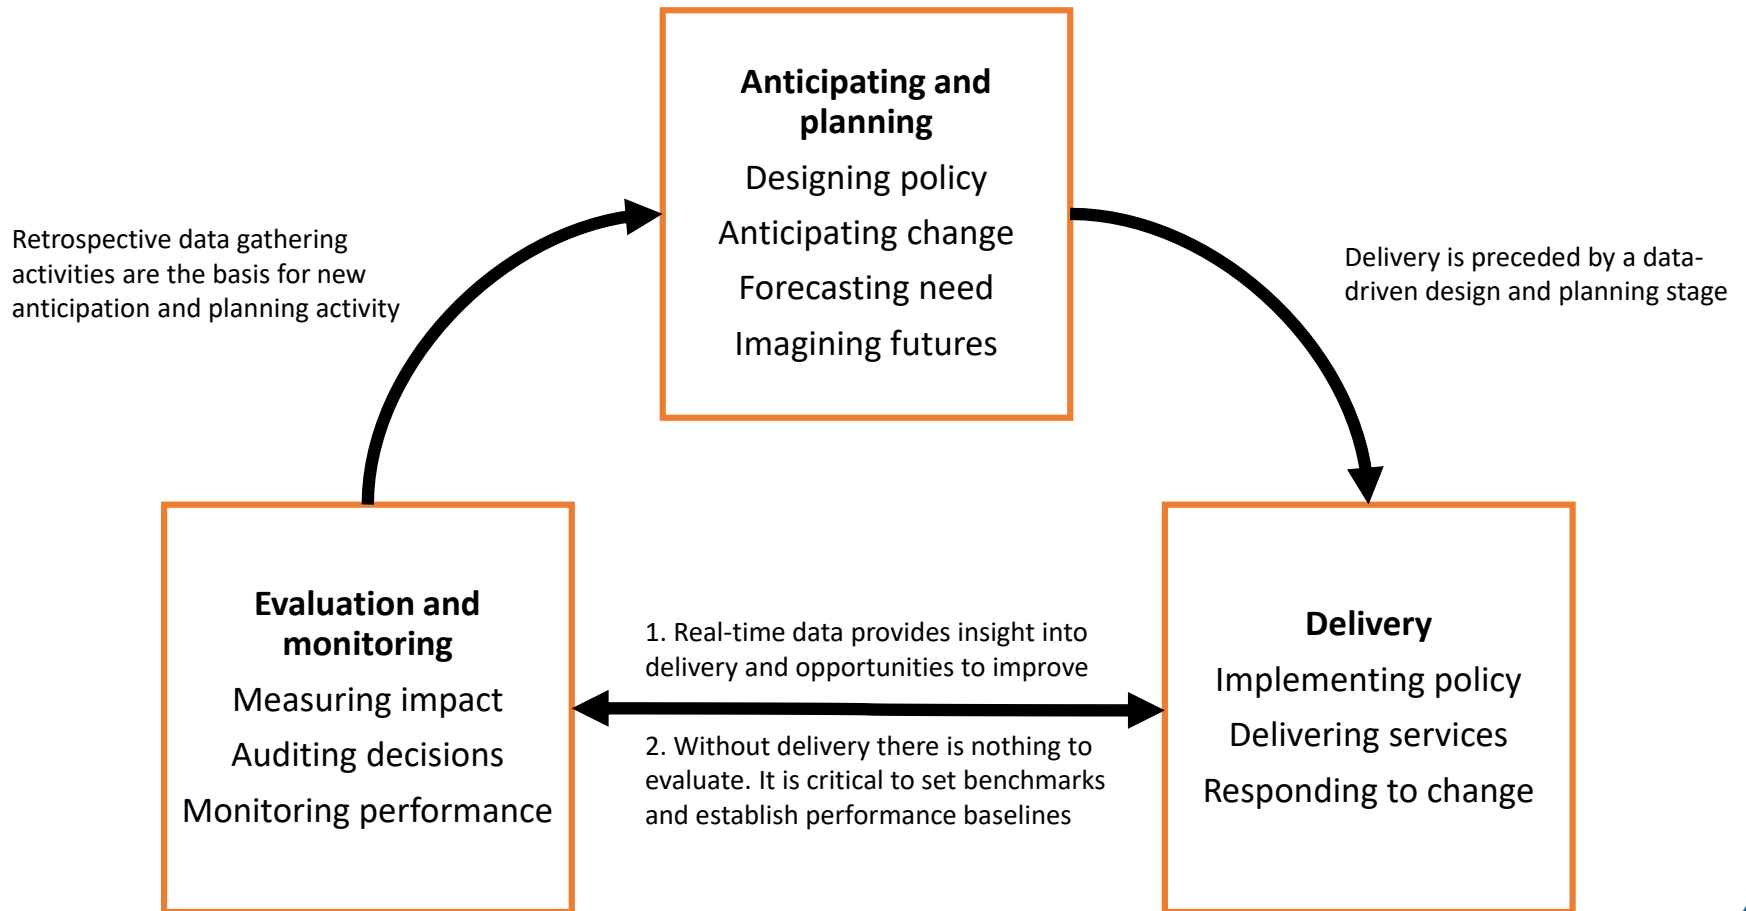 Anticipating and
planning
Designing policy
Anticipating change
Forecasting need
Imagining futures
Retrospective data gathering
activities are the basis for new
anticipation and planning activity
Delivery is preceded by a data-
driven design and planning stage
Evaluation and
monitoring
Measuring impact
Auditing decisions
Monitoring performance
1. Real-time data provides insight into
delivery and opportunities to improve
2. Without delivery there is nothing to
evaluate. It is critical to set benchmarks
and establish performance baselines
Delivery
Implementing policy
Delivering services
Responding to change